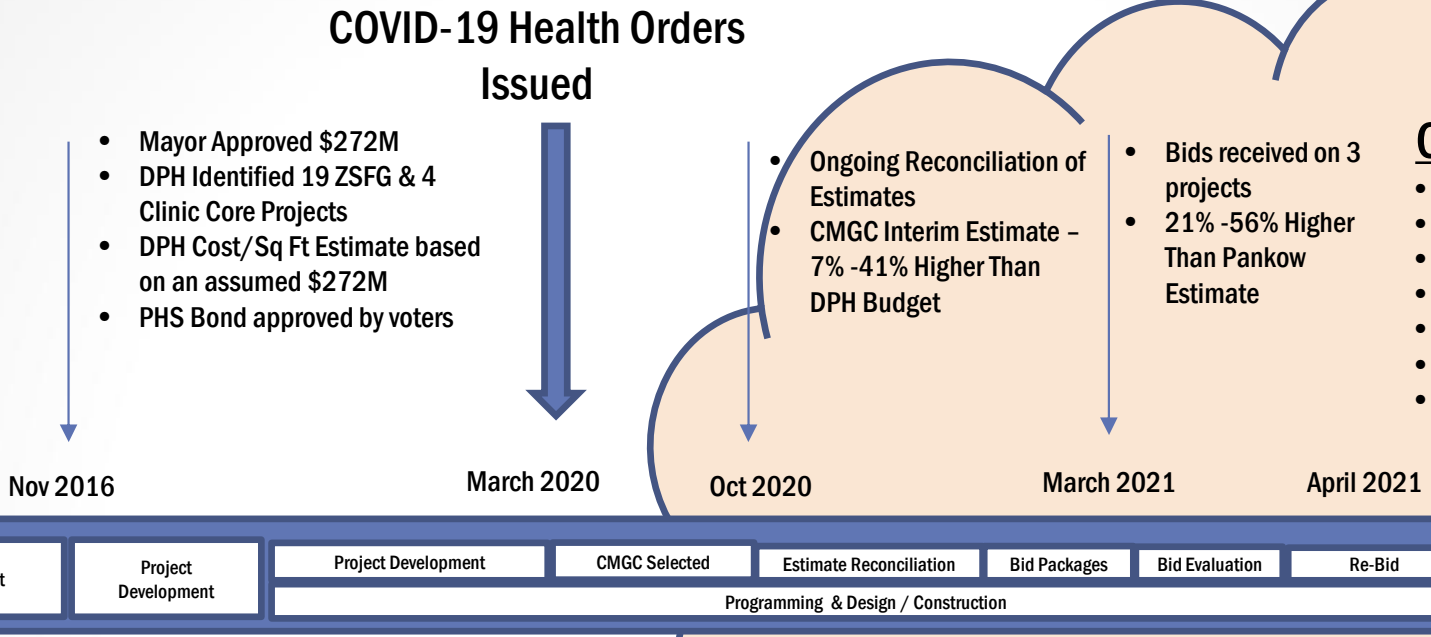 COVID-19 Health Orders
Issued
• Mayor Approved $272M
• DPH Identified 19 ZSFG & 4
Clinic Core Projects
• DPH Cost/Sq Ft Estimate based
on an assumed $272M
• PHS Bond approved by voters
• Ongoing Reconciliation of
Estimates
• CMGC Interim Estimate –
7% -41% Higher Than
DPH Budget
• Bids received on 3
projects
• 21% -56% Higher
Than Pankow
Estimate
Nov 2016
March 2020
Oct 2020
March 2021
April 2021
Project
Development
Project Development
CMGC Selected
Estimate Reconciliation
Bid Packages
Bid Evaluation
Re-Bid
Programming & Design / Construction